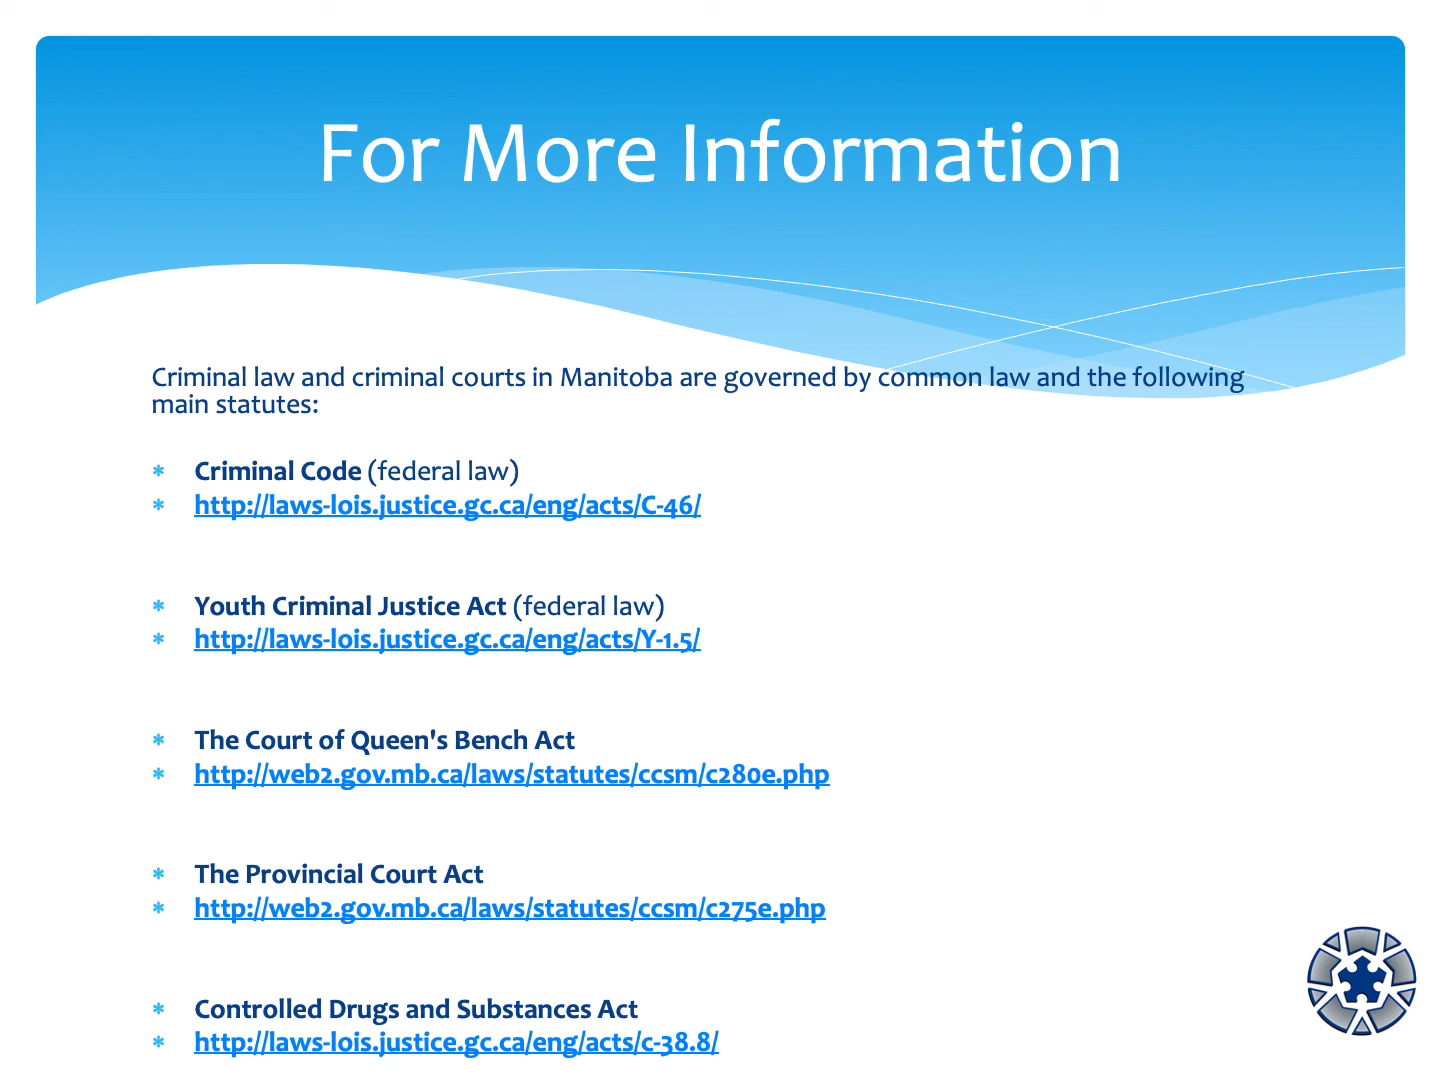 For More Information
Criminal law and criminal courts in Manitoba are governed by common law and the following
main statutes:
* Criminal Code (federal law)
* http://laws-lois.justice.gc.ca/eng/acts/C-46/
* Youth Criminal Justice Act (federal law)
* http://laws-lois.justice.gc.ca/eng/acts/Y-1.5/
* The Court of Queen's Bench Act
* http://web2.gov.mb.ca/laws/statutes/ccsm/c280e.php
* The Provincial Court Act
* http://web2.gov.mb.ca/laws/statutes/ccsm/c275e.php
* Controlled Drugs and Substances Act
* http://laws-lois.justice.gc.ca/eng/acts/c-38.8/